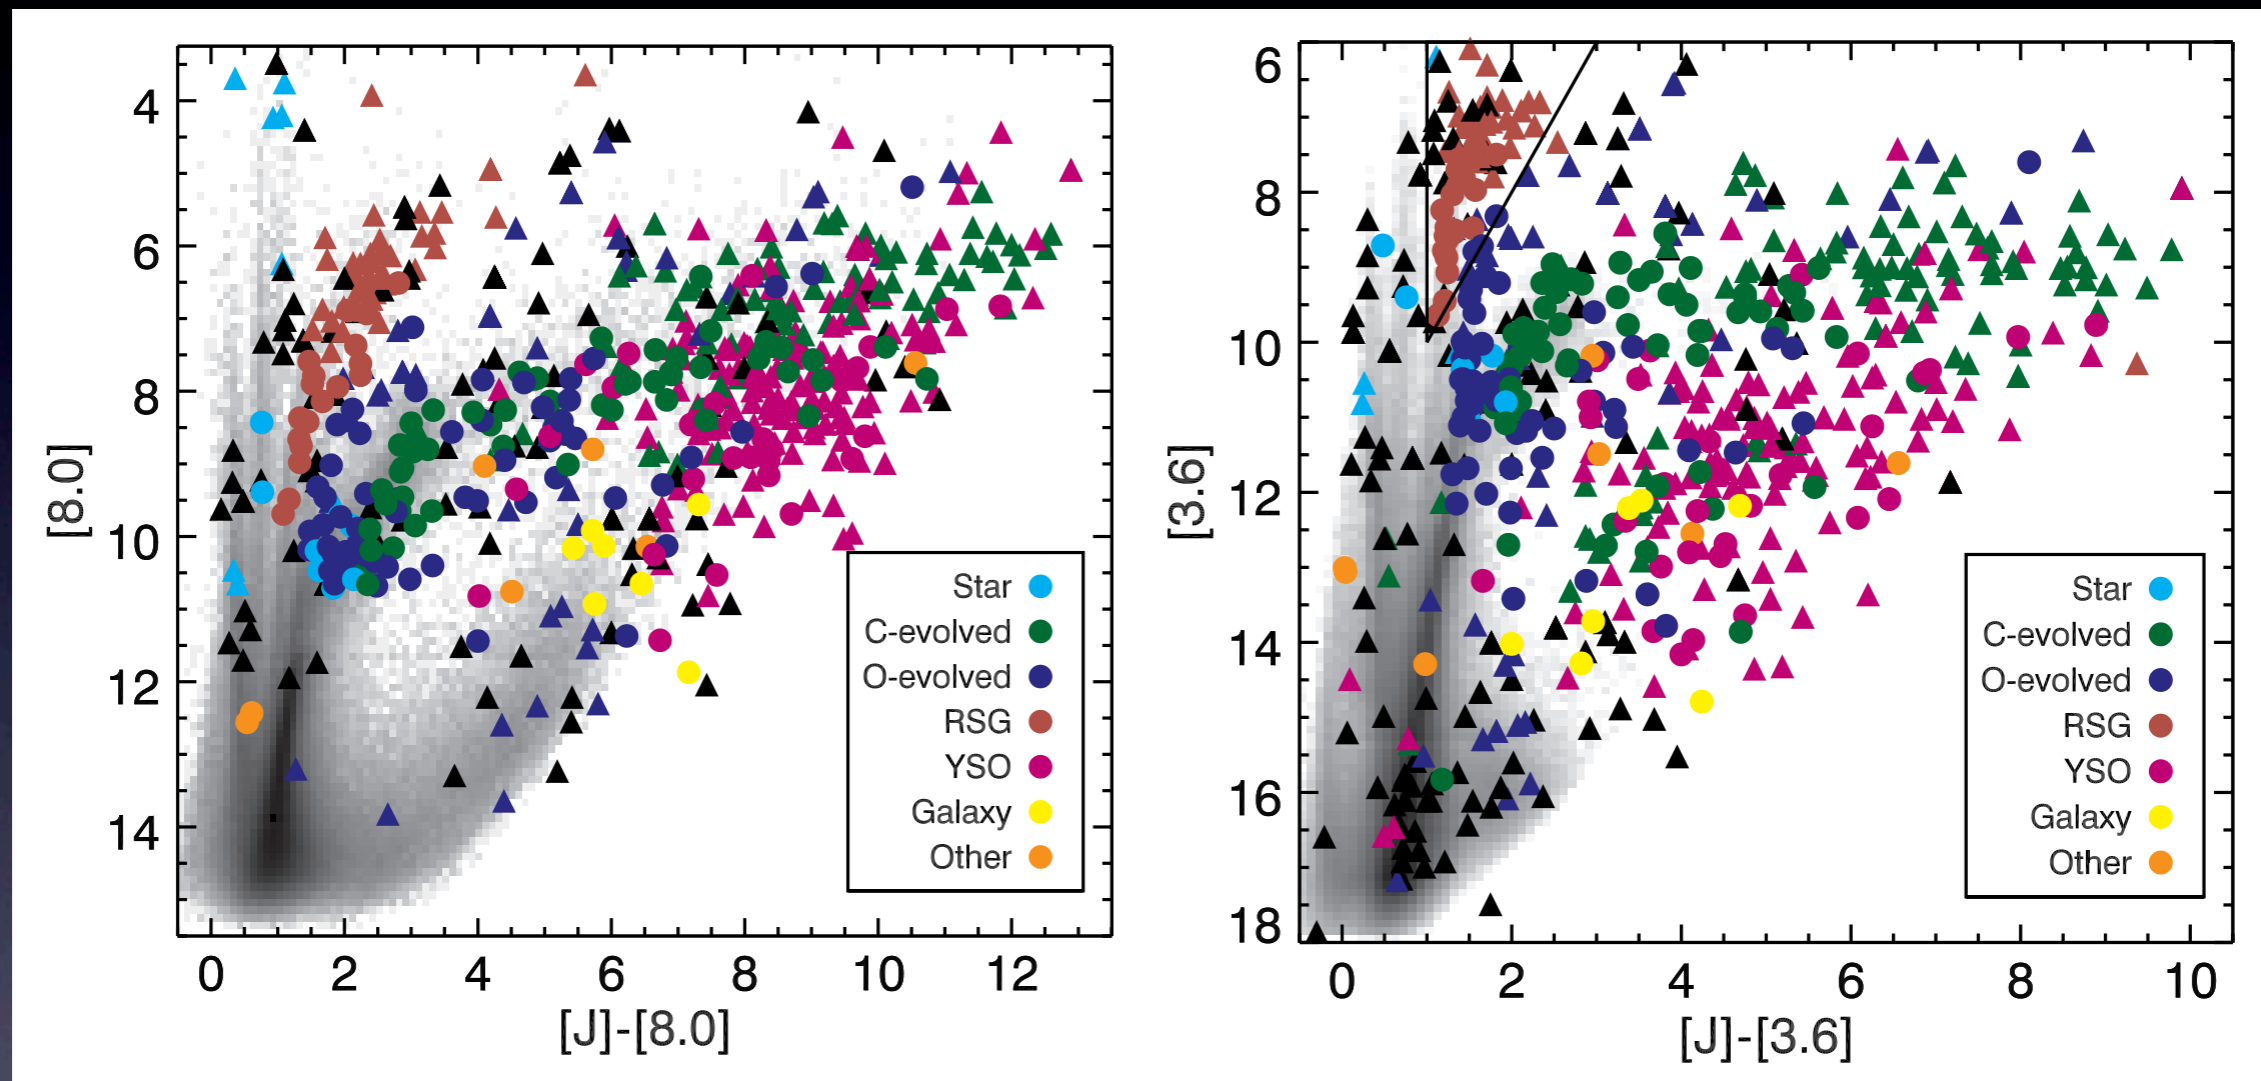 4
6
8
10
12
14
[8.0]
0 2 4 6 8 10 12
[J]-[8.0]
Star
C-evolved
O-evolved
RSG
YSO
Galaxy
Other
6
8
10
12
14
16
18
[3.6]
0 2 4 6 8 10
[J]-[3.6]
Star
C-evolved
O-evolved
RSG
YSO
Galaxy
Other